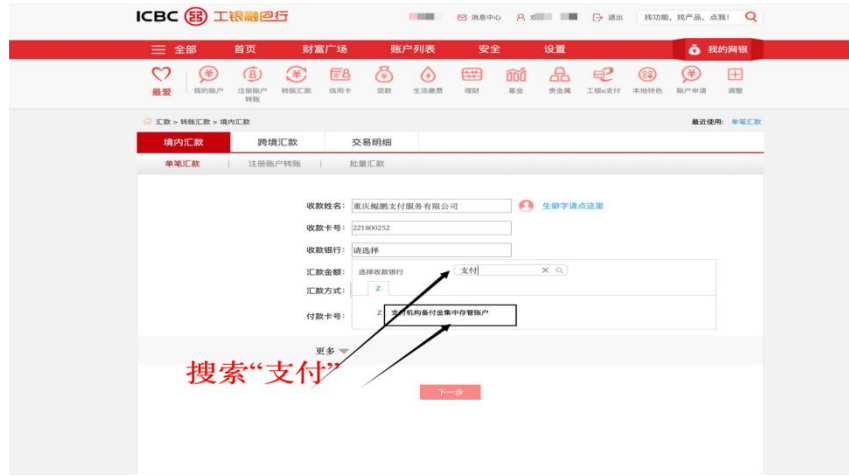 ICBC 工银融e行
消息中心 退出 找功能，找产品，点我！
全部 首页 财富广场 账户列表 安全 设置 我的网银
最爱 我的账户 注册账户转账 转账汇款 信用卡 贷款 生活缴费 理财 基金 贵金属 工银e支付 本地特色 账户申请 调整
汇款 > 转账汇款 > 境内汇款 最近使用: 单笔汇款
境内汇款 跨境汇款 交易明细
单笔汇款 注册账户转账 批量汇款
收款姓名: 重庆鲲鹏支付服务有限公司 生僻字请点这里
收款卡号: 221800252
收款银行: 请选择
汇款金额: 选择收款银行 支付
汇款方式: Z
付款卡号: Z 支付机构备付金集中存管账户
更多
搜索“支付”
下一步